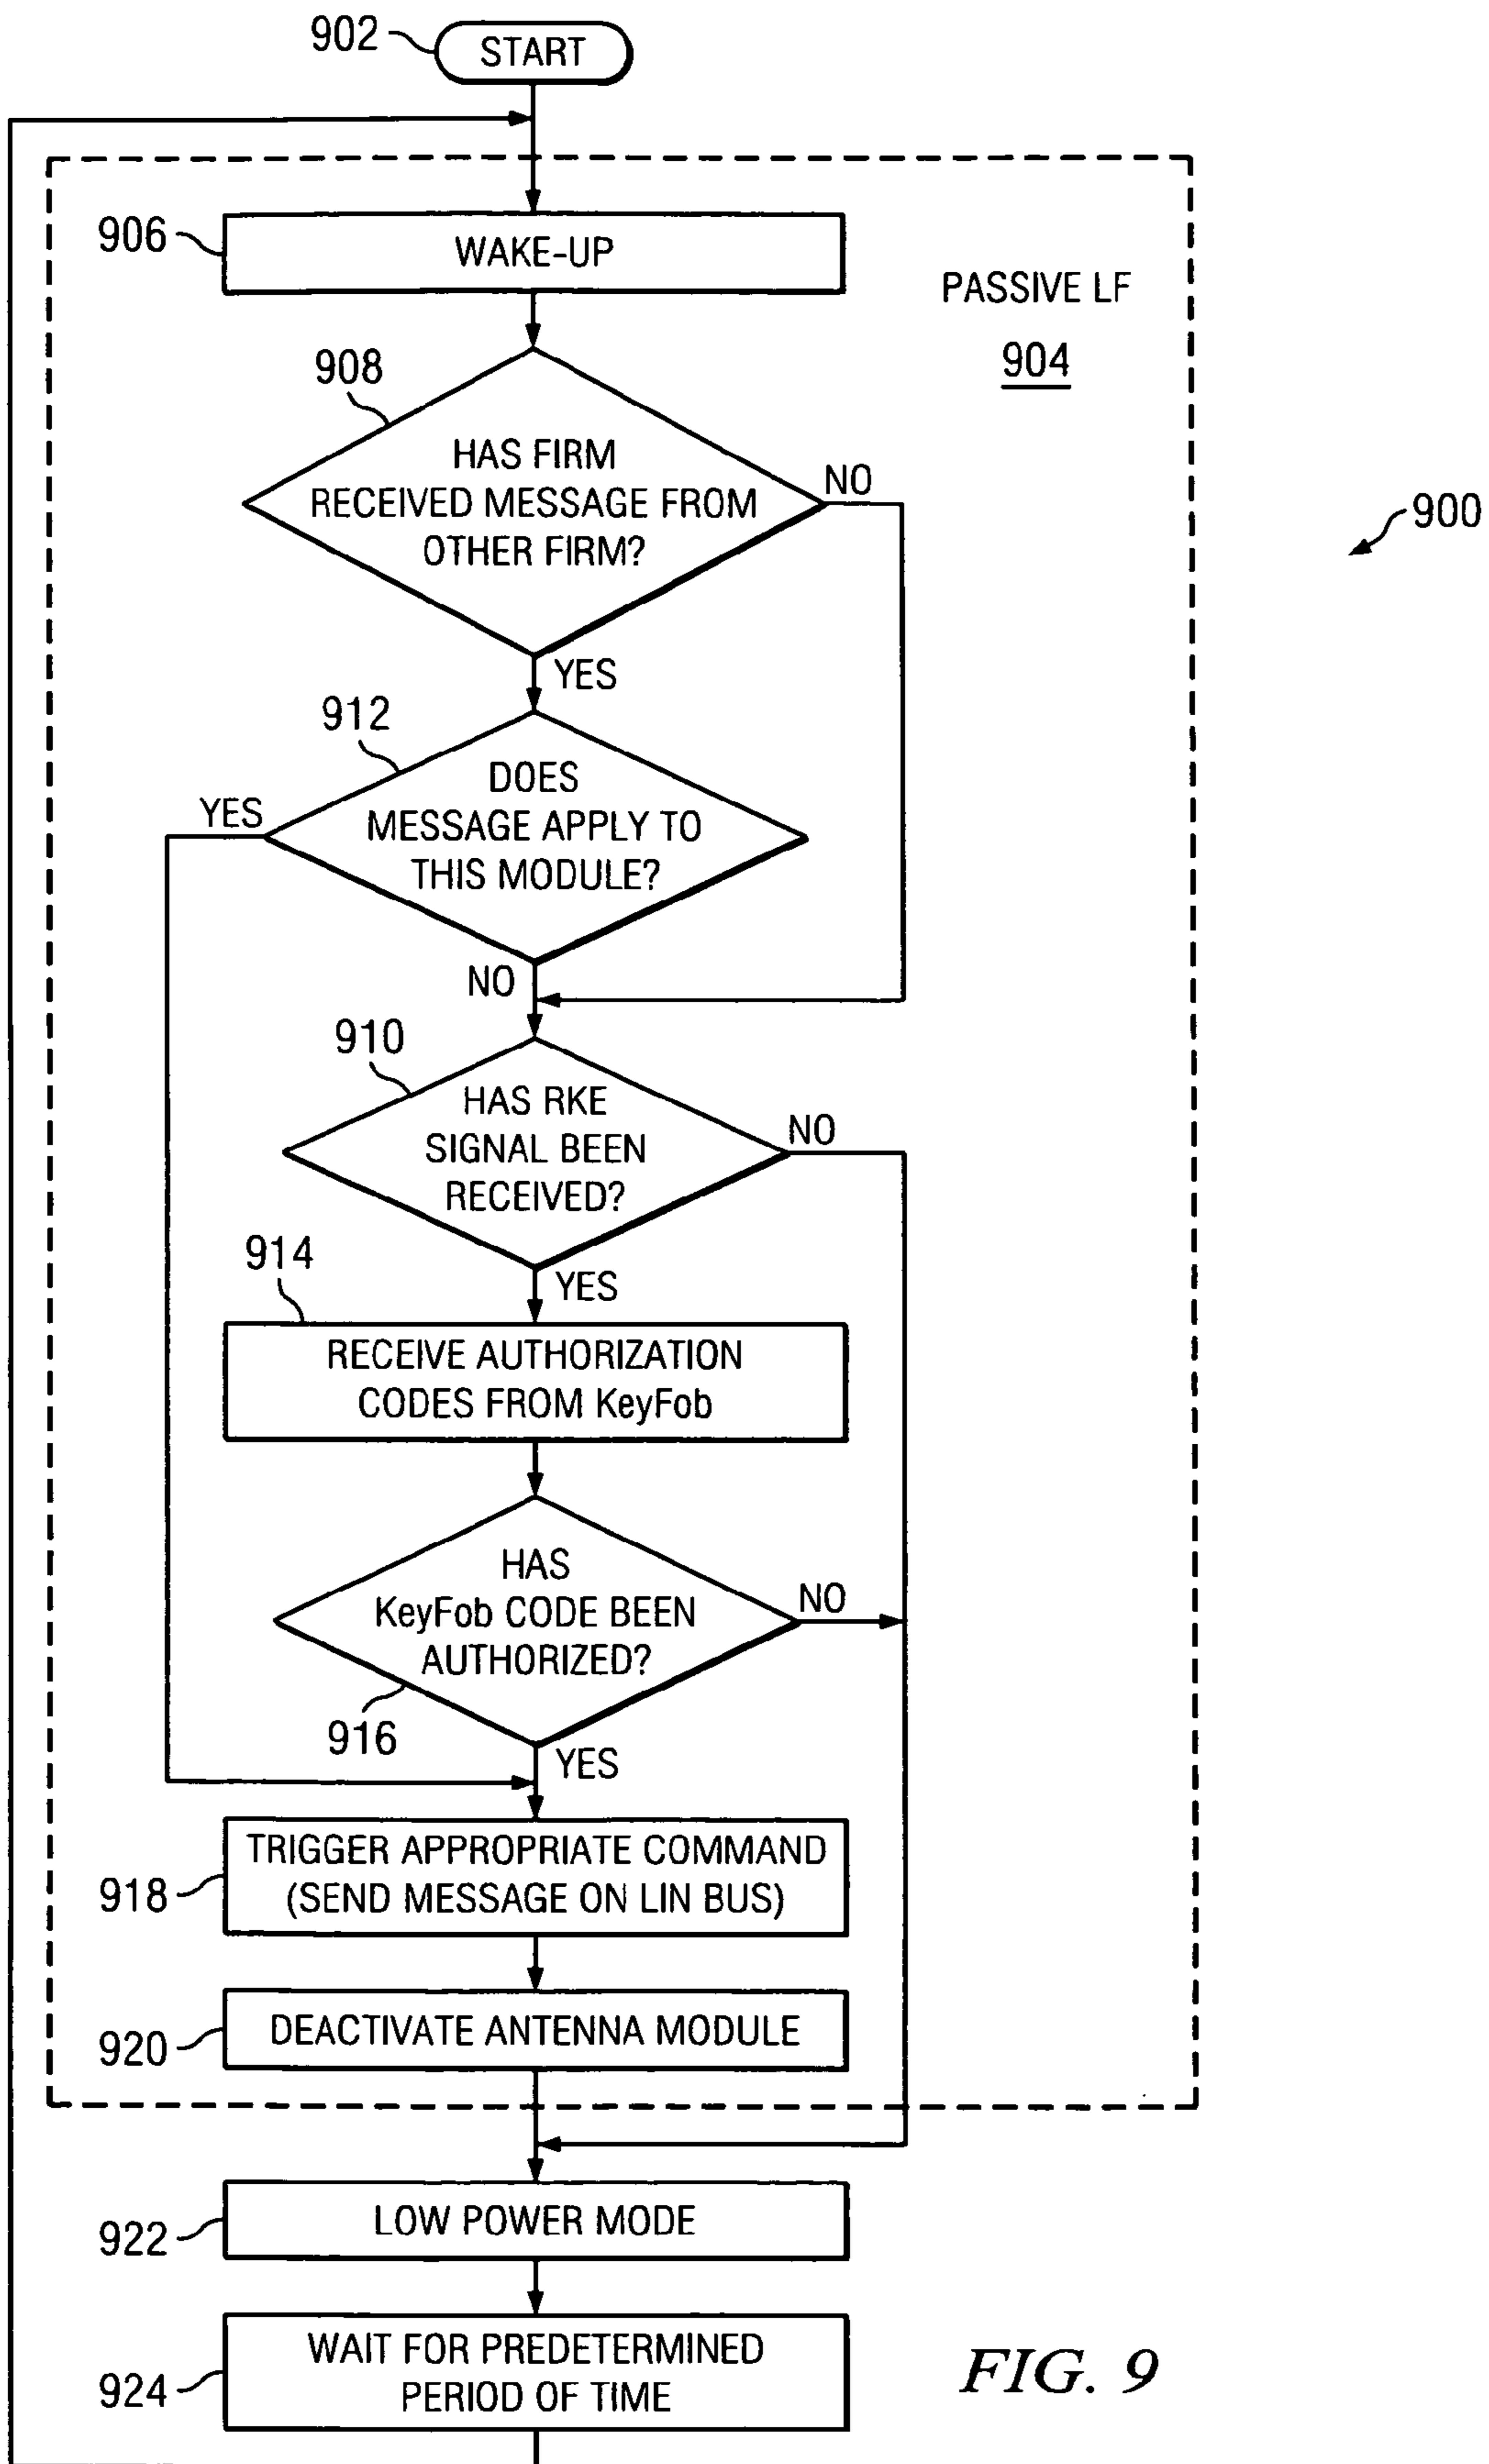 902
START
906
WAKE-UP
PASSIVE LF
904
908
HAS FIRM
RECEIVED MESSAGE FROM
OTHER FIRM?
NO
900
YES
912
DOES
MESSAGE APPLY TO
THIS MODULE?
YES
NO
910
HAS RKE
SIGNAL BEEN
RECEIVED?
NO
YES
914
RECEIVE AUTHORIZATION
CODES FROM KeyFob
HAS
KeyFob CODE BEEN
AUTHORIZED?
NO
916
YES
918
TRIGGER APPROPRIATE COMMAND
(SEND MESSAGE ON LIN BUS)
920
DEACTIVATE ANTENNA MODULE
922
LOW POWER MODE
924
WAIT FOR PREDETERMINED
PERIOD OF TIME
FIG. 9